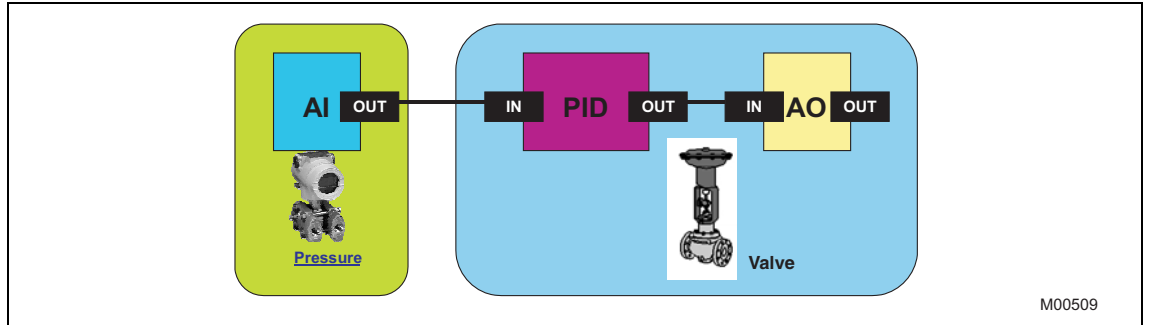 AI OUT IN PID OUT IN AO OUT
Pressure
Valve
M00509